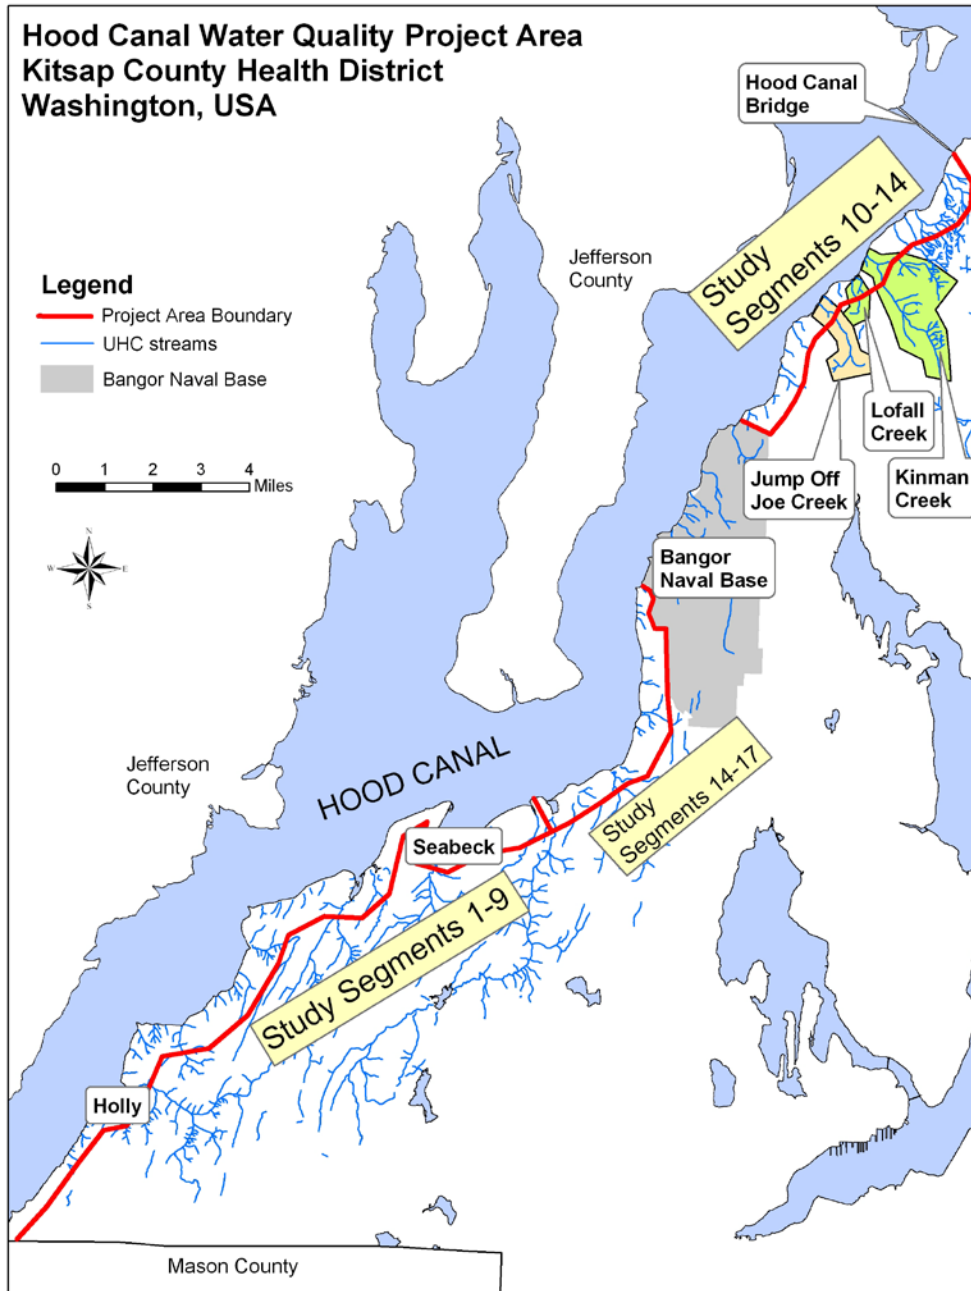 Hood Canal Water Quality Project Area
Kitsap County Health District
Washington, USA
Hood Canal
Bridge
Study
Segments 10-14
Jefferson
County
Legend
Project Area Boundary
UHC streams
Bangor Naval Base
0 1 2 3 4
Miles
N
W E
S
Lofall
Creek
Jump Off
Joe Creek
Kinman
Creek
Bangor
Naval Base
Jefferson
County
HOOD CANAL
Study
Segments 14-17
Seabeck
Study Segments 1-9
Holly
Mason County